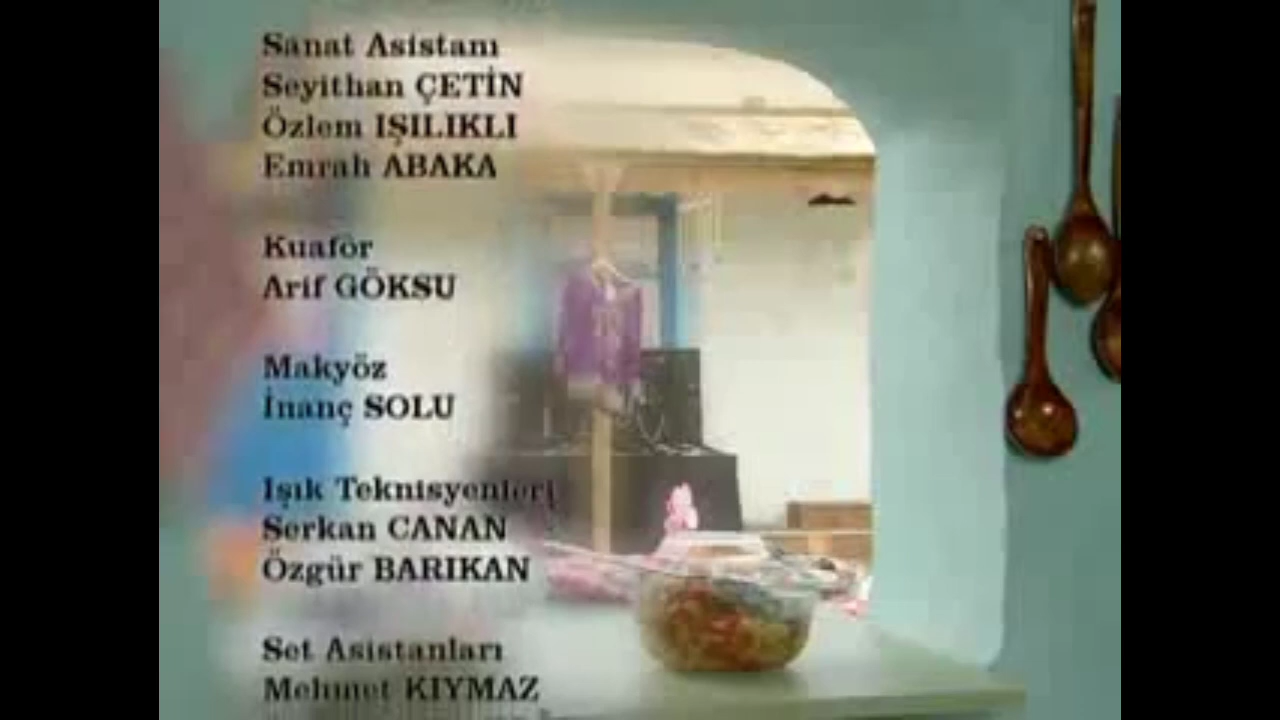 Sanat Asistanı
Seyithan ÇETİN
Özlem IŞILIKLI
Emrah ABAKA
Kuaför
Arif GÖKSU
Makyöz
İnanç SOLU
Işık Teknisyenleri
Serkan CANAN
Özgür BARIKAN
Set Asistanları
Mehmet KIYMAZ